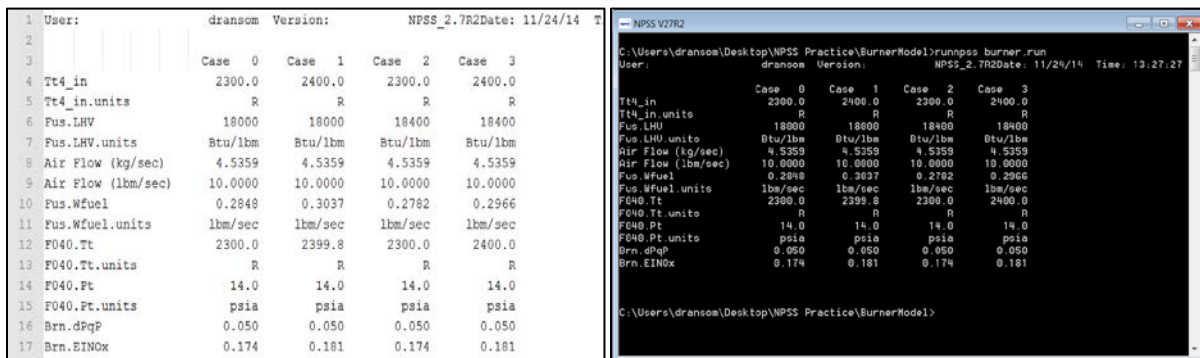 1 User: dransom Version: NPSS_2.7R2Date: 11/24/14 T
2
3 Case 0 Case 1 Case 2 Case 3
4 Tt4_in 2300.0 2400.0 2300.0 2400.0
5 Tt4_in.units R R R R
6 Fus.LHV 18000 18000 18400 18400
7 Fus.LHV.units Btu/lbm Btu/lbm Btu/lbm Btu/lbm
8 Air Flow (kg/sec) 4.5359 4.5359 4.5359 4.5359
9 Air Flow (lbm/sec) 10.0000 10.0000 10.0000 10.0000
10 Fus.Wfuel 0.2848 0.3037 0.2782 0.2966
11 Fus.Wfuel.units lbm/sec lbm/sec lbm/sec lbm/sec
12 F040.Tt 2300.0 2399.8 2300.0 2400.0
13 F040.Tt.units R R R R
14 F040.Pt 14.0 14.0 14.0 14.0
15 F040.Pt.units psia psia psia psia
16 Brn.dPqP 0.050 0.050 0.050 0.050
17 Brn.EINOx 0.174 0.181 0.174 0.181
NPSS V27R2
C:\Users\dransom\Desktop\NPSS Practice\BurnerModel>runnpss burner.run
User: dransom Version: NPSS_2.7R2Date: 11/24/14 Time: 13:27:27
Case 0 Case 1 Case 2 Case 3
Tt4_in 2300.0 2400.0 2300.0 2400.0
Tt4_in.units R R R R
Fus.LHV 18000 18000 18400 18400
Fus.LHV.units Btu/lbm Btu/lbm Btu/lbm Btu/lbm
Air Flow (kg/sec) 4.5359 4.5359 4.5359 4.5359
Air Flow (lbm/sec) 10.0000 10.0000 10.0000 10.0000
Fus.Wfuel 0.2848 0.3037 0.2782 0.2966
Fus.Wfuel.units lbm/sec lbm/sec lbm/sec lbm/sec
F040.Tt 2300.0 2399.8 2300.0 2400.0
F040.Tt.units R R R R
F040.Pt 14.0 14.0 14.0 14.0
F040.Pt.units psia psia psia psia
Brn.dPqP 0.050 0.050 0.050 0.050
Brn.EINOx 0.174 0.181 0.174 0.181
C:\Users\dransom\Desktop\NPSS Practice\BurnerModel>